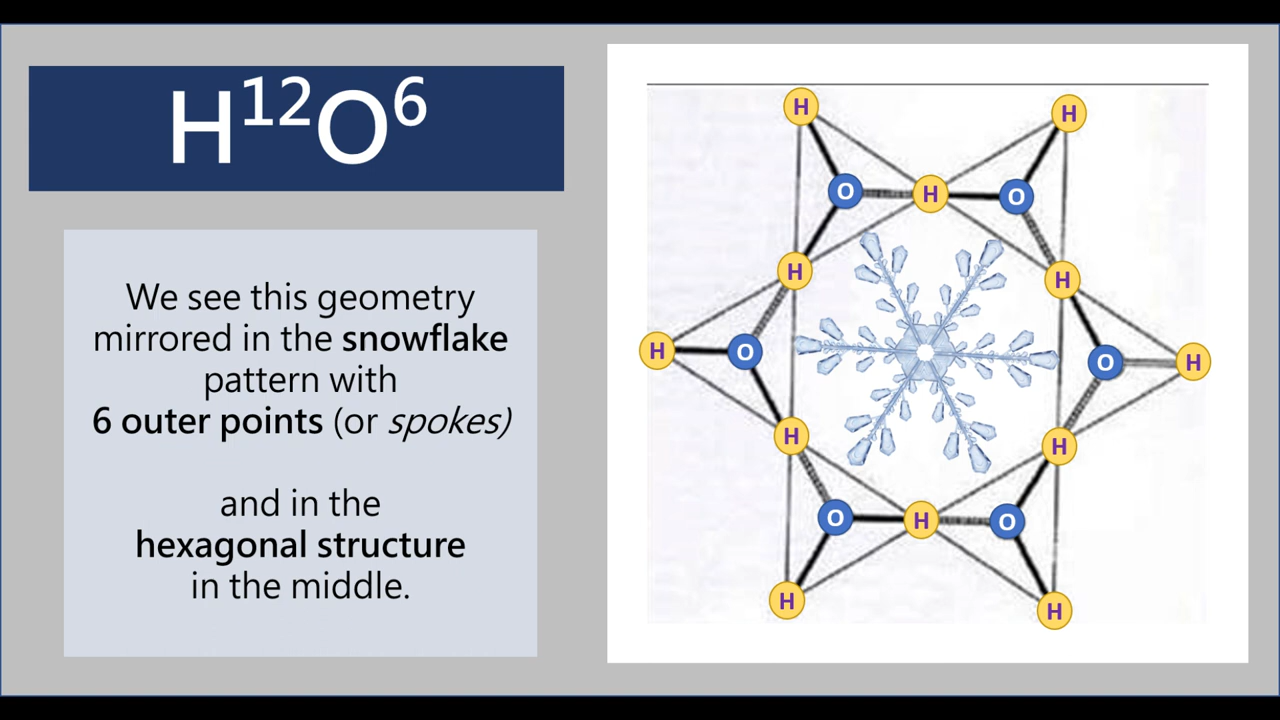 H¹²O⁶
We see this geometry
mirrored in the snowflake
pattern with
6 outer points (or spokes)
and in the
hexagonal structure
in the middle.
H
H
O
H
O
H
H
H
O
O
H
H
H
O
H
O
H
H